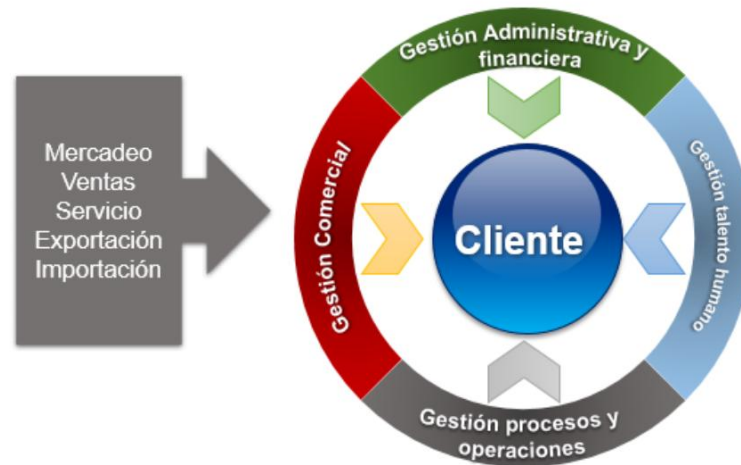 Mercadeo
Ventas
Servicio
Exportación
Importación
Gestión Administrativa y
financiera
Gestión Comercial
Cliente
Gestión talento humano
Gestión procesos y
operaciones